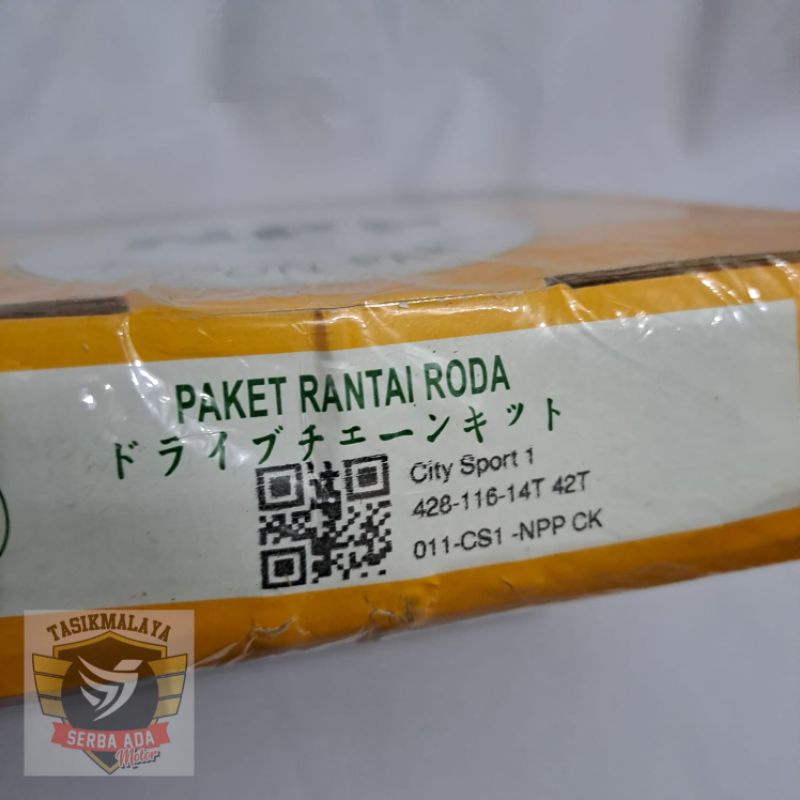 PAKET RANTAI RODA
ドライブチェーンキット
City Sport 1
428-116-14T 42T
011-CS1 -NPP CK
TASIKMALAYA
SERBA ADA
Motor